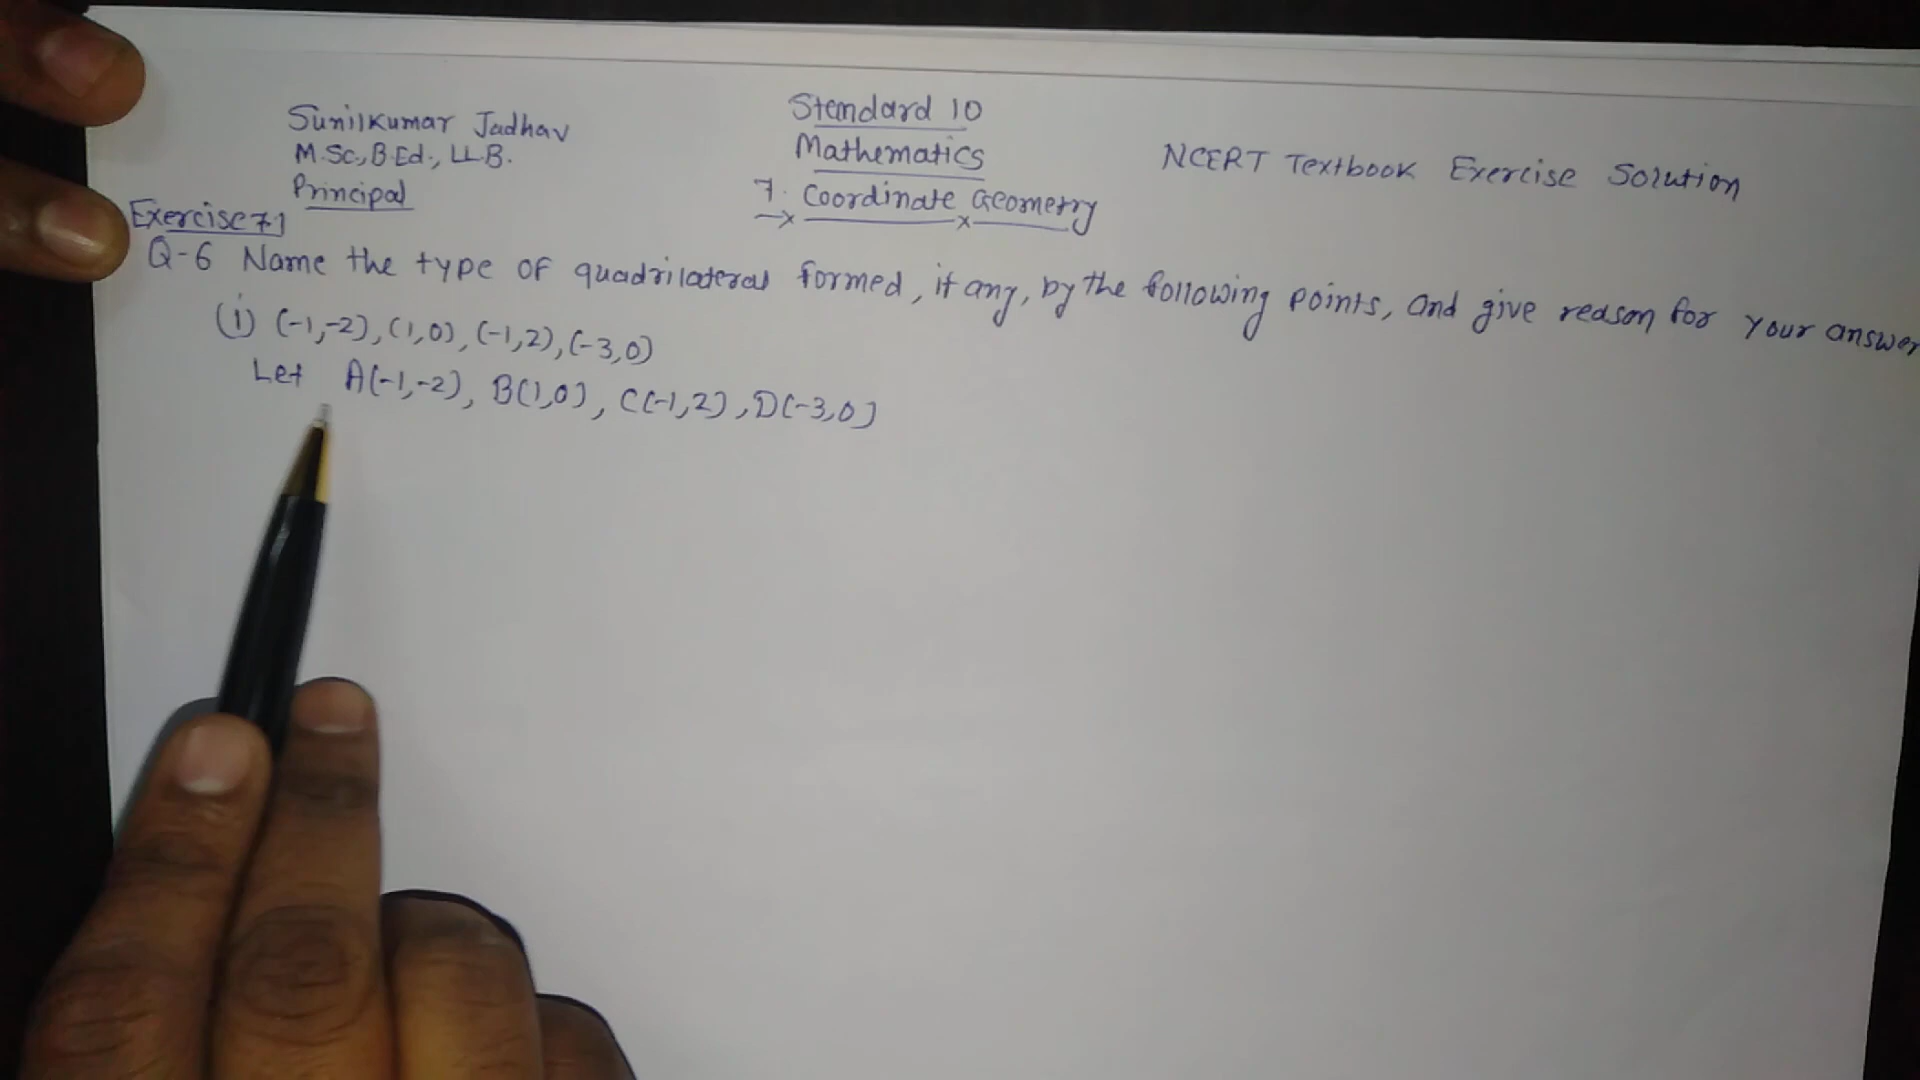 Sunilkumar Jadhav
M.Sc., B.Ed., LL.B.
Principal
Standard 10
Mathematics
7. Coordinate Geometry
NCERT Textbook Exercise Solution
Exercise 7.1
Q-6 Name the type of quadrilateral formed, if any, by the following points, and give reason for your answer
(i) (-1,-2), (1,0), (-1,2), (-3,0)
Let A(-1,-2), B(1,0), C(-1,2), D(-3,0)